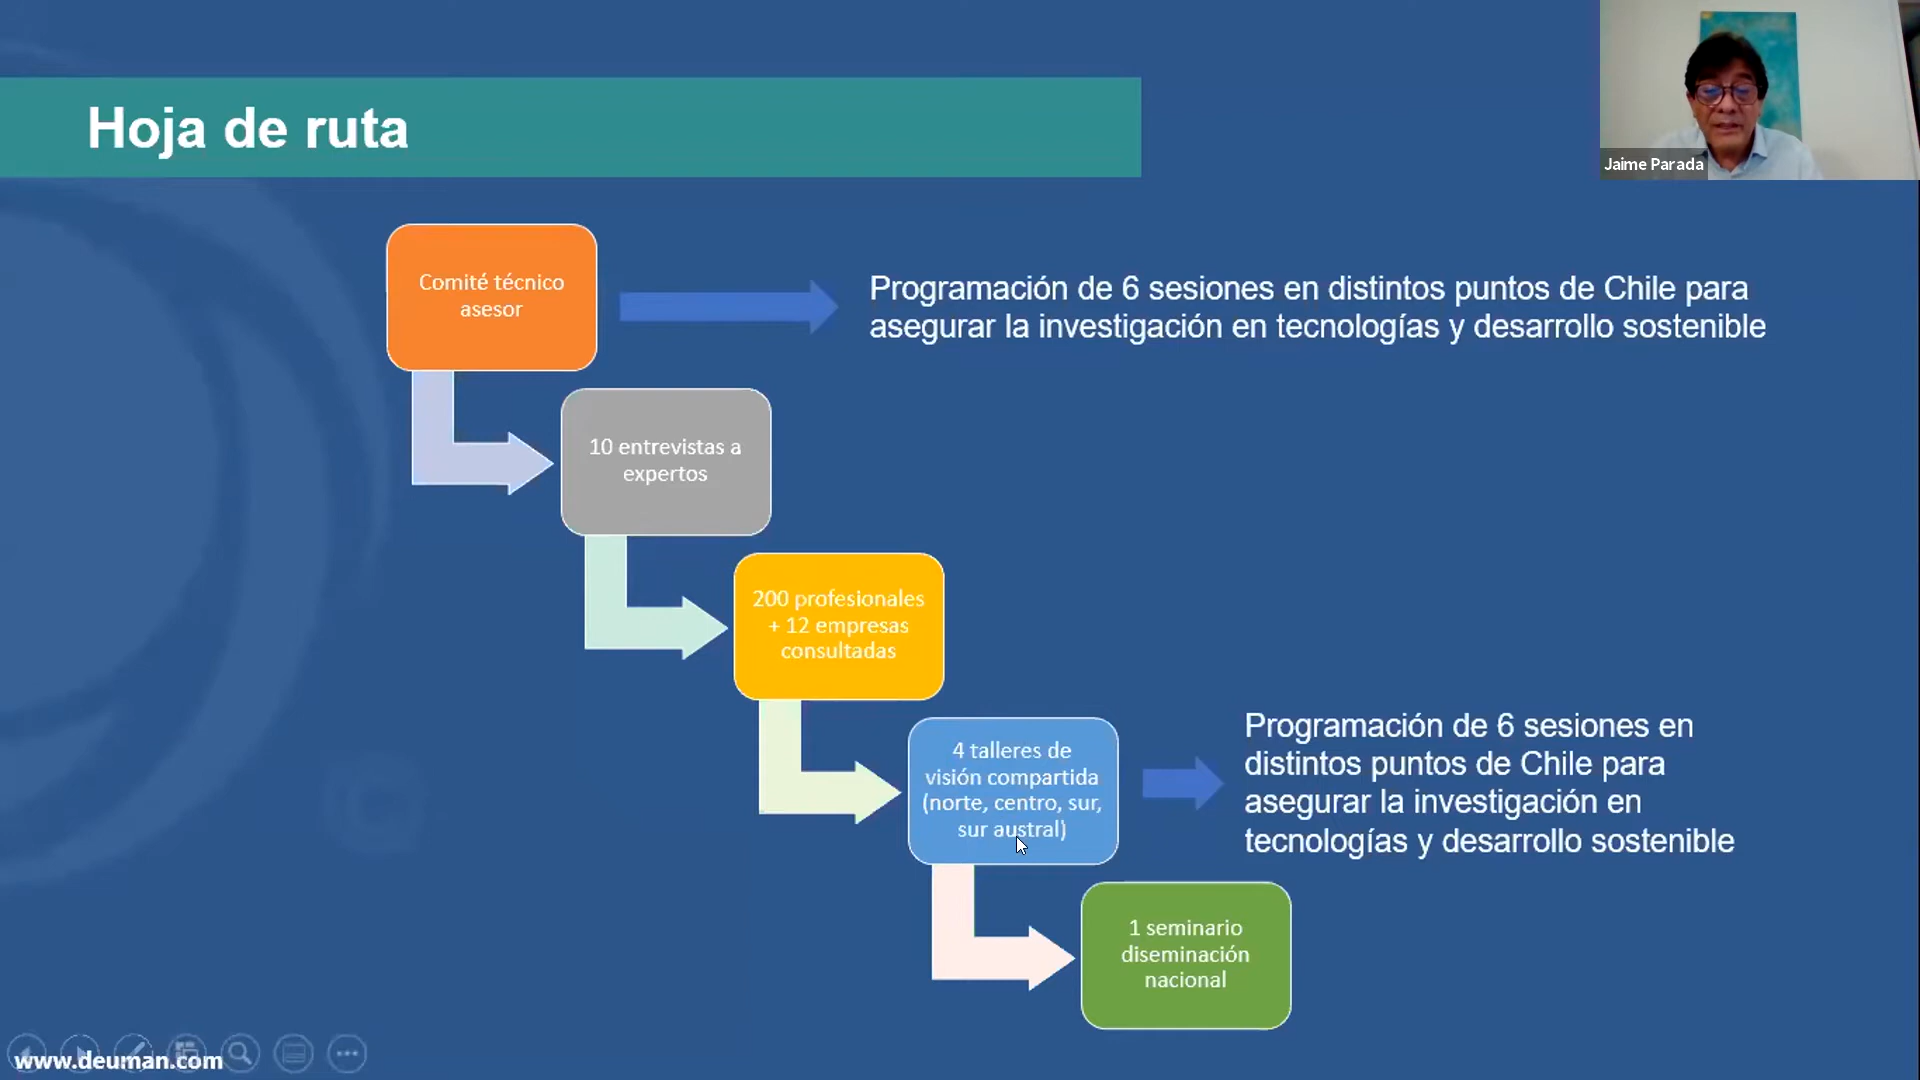 Hoja de ruta
Jaime Parada
Comité técnico
asesor
Programación de 6 sesiones en distintos puntos de Chile para
asegurar la investigación en tecnologías y desarrollo sostenible
10 entrevistas a
expertos
200 profesionales
+ 12 empresas
consultadas
4 talleres de
visión compartida
(norte, centro, sur,
sur austral)
Programación de 6 sesiones en
distintos puntos de Chile para
asegurar la investigación en
tecnologías y desarrollo sostenible
1 seminario
diseminación
nacional
www.deuman.com